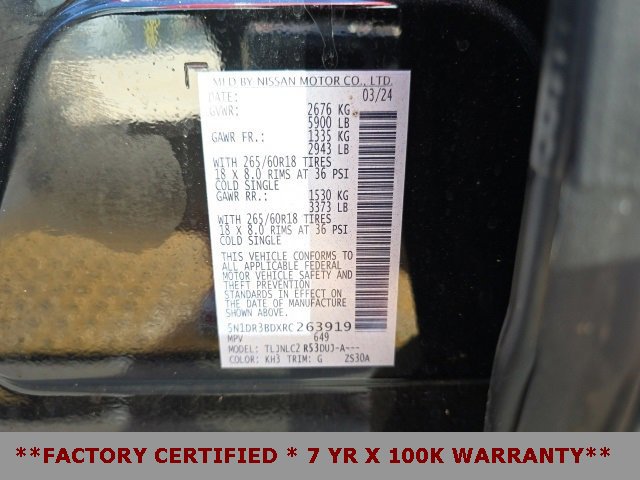 MFD BY NISSAN MOTOR CO., LTD.
DATE: 03/24
GVWR: 2676 KG
5900 LB
GAWR FR.: 1335 KG
2943 LB
WITH 265/60R18 TIRES
18 X 8.0 RIMS AT 36 PSI
COLD SINGLE
GAWR RR.: 1530 KG
3373 LB
WITH 265/60R18 TIRES
18 X 8.0 RIMS AT 36 PSI
COLD SINGLE
THIS VEHICLE CONFORMS TO
ALL APPLICABLE FEDERAL
MOTOR VEHICLE SAFETY AND
THEFT PREVENTION
STANDARDS IN EFFECT ON
THE DATE OF MANUFACTURE
SHOWN ABOVE.
5N1DR3BDXRC263919
MPV 649
MODEL: TLJNLC2 R53DUJ-A---
COLOR: KH3 TRIM: G ZS30A
**FACTORY CERTIFIED * 7 YR X 100K WARRANTY**